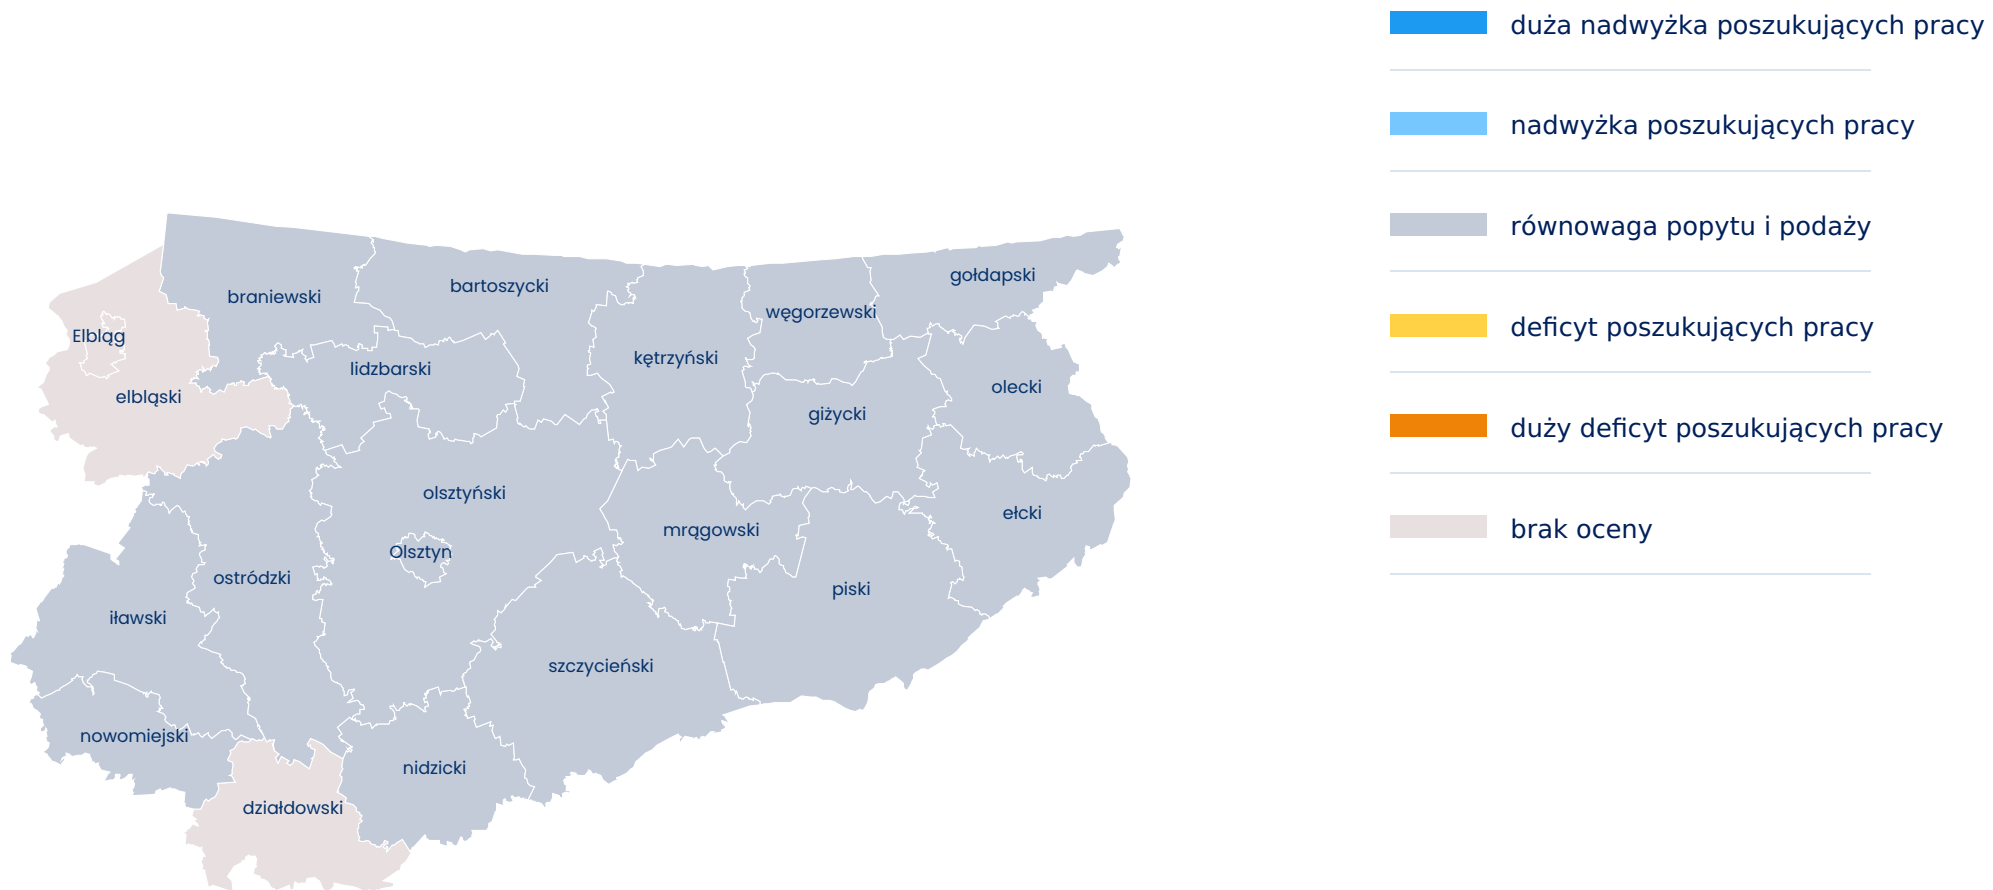 duża nadwyżka poszukujących pracy
nadwyżka poszukujących pracy
równowaga popytu i podaży
deficyt poszukujących pracy
duży deficyt poszukujących pracy
brak oceny
gołdapski
bartoszycki
braniewski
węgorzewski
Elbląg
kętrzyński
lidzbarski
olecki
elbląski
giżycki
olsztyński
ełcki
mrągowski
Olsztyn
ostródzki
piski
iławski
szczycieński
nowomiejski
nidzicki
działdowski